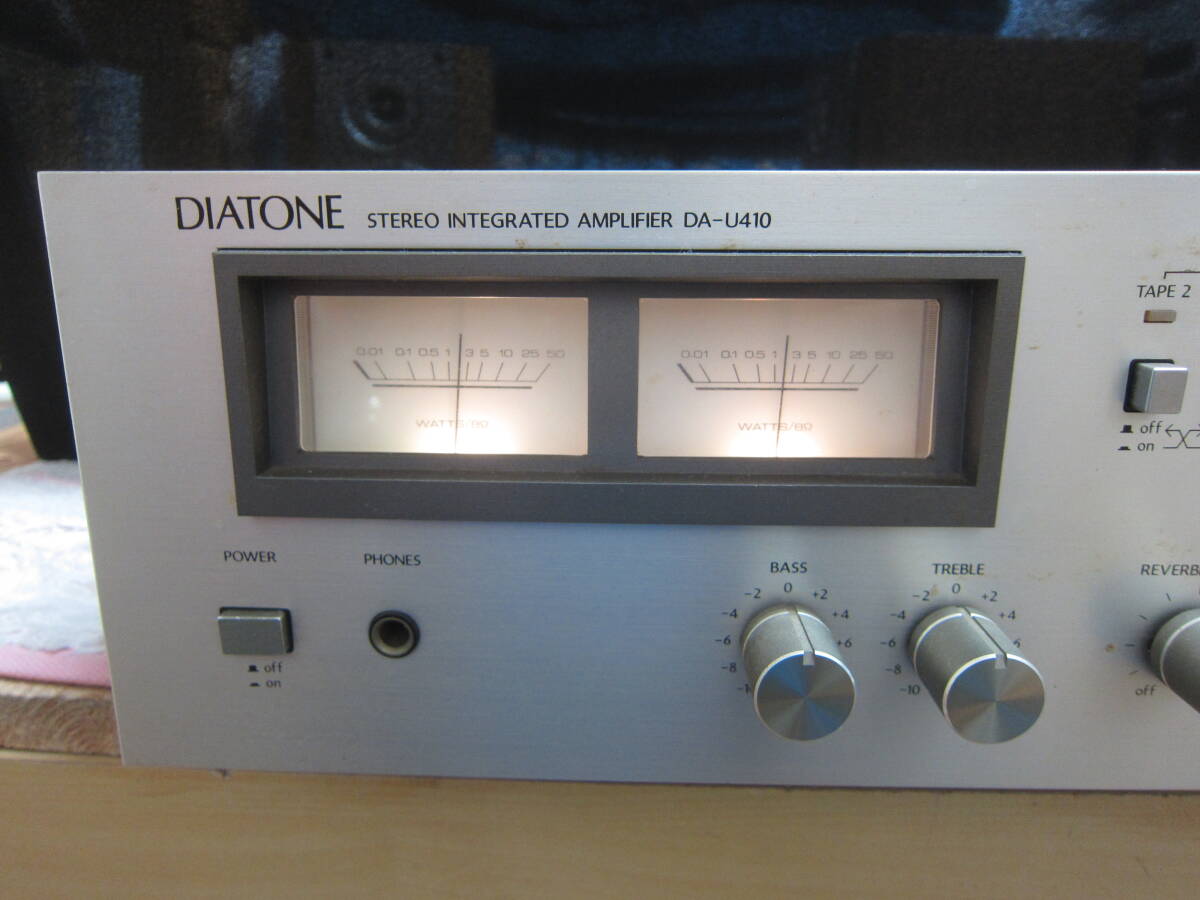 DIATONE STEREO INTEGRATED AMPLIFIER DA-U410
TAPE 2
0.01 0.1 0.5 1 3 5 10 25 50
WATTS/8Ω
0.01 0.1 0.5 1 3 5 10 25 50
WATTS/8Ω
off
on
POWER
off
on
PHONES
BASS
-2 0 +2
-4 +4
-6 +6
-8
TREBLE
-2 0 +2
-4 +4
-6 6
-8
-10
REVERB
off